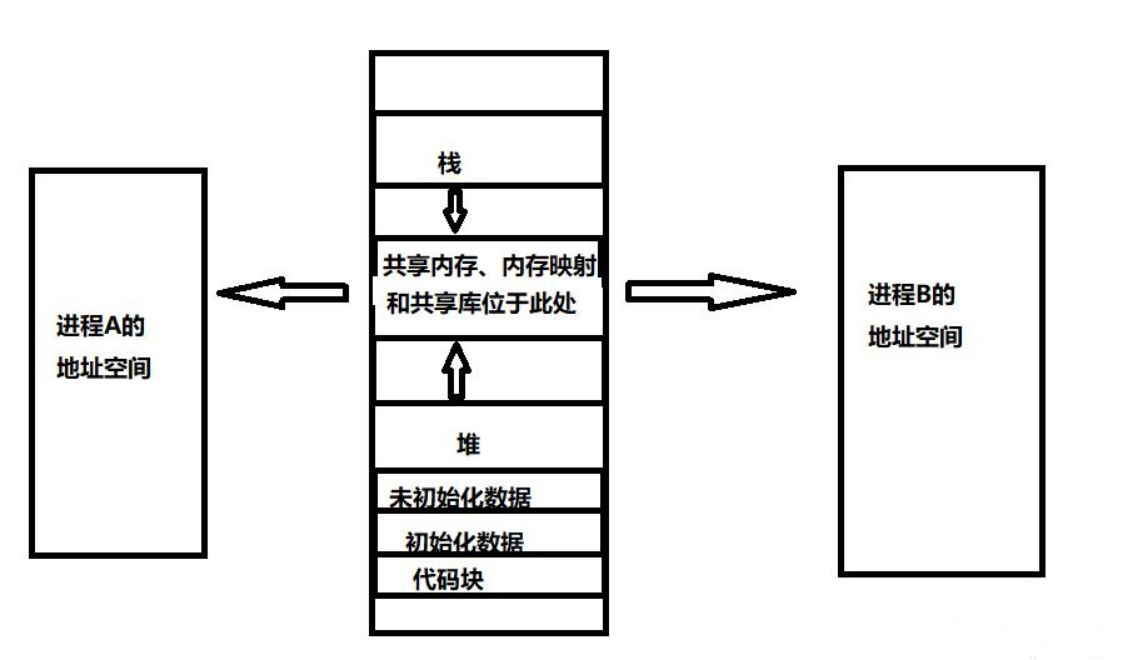 栈
共享内存、内存映射
和共享库位于此处
进程A的
地址空间
进程B的
地址空间
堆
未初始化数据
初始化数据
代码块